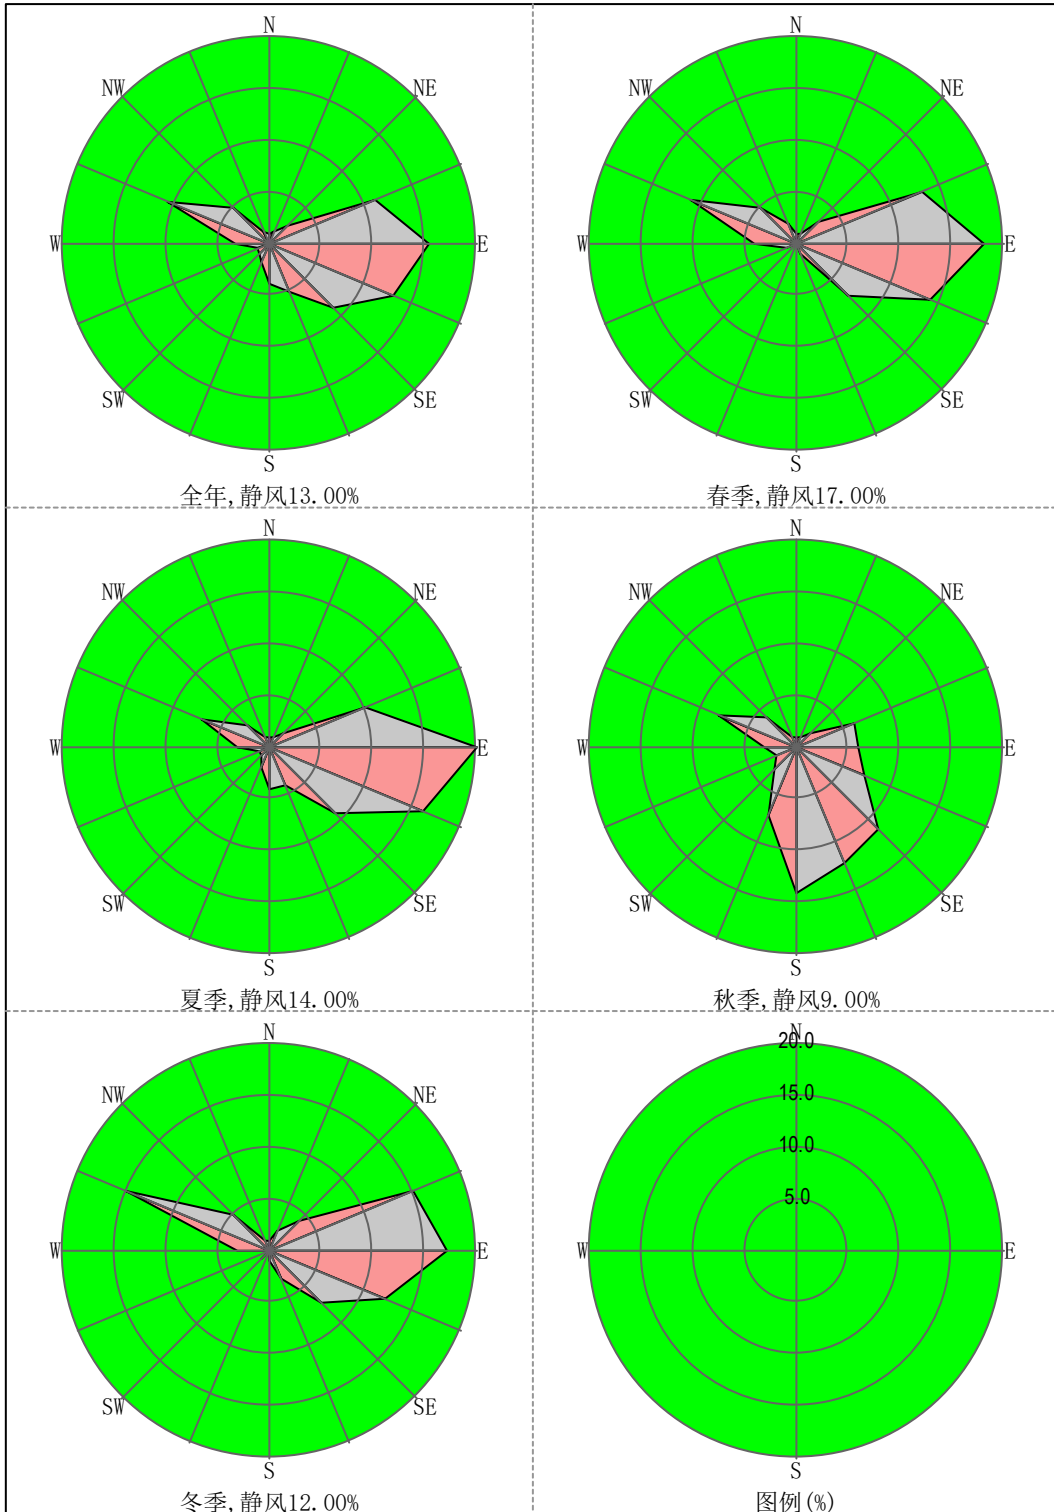 N
NW NE
W E
SW SE
S
全年,静风13.00%
N
NW NE
W E
SW SE
S
春季,静风17.00%
N
NW NE
W E
SW SE
S
夏季,静风14.00%
N
NW NE
W E
SW SE
S
秋季,静风9.00%
N
NW NE
W E
SW SE
S
冬季,静风12.00%
N
20.0
15.0
10.0
5.0
W E
S
图例(%)